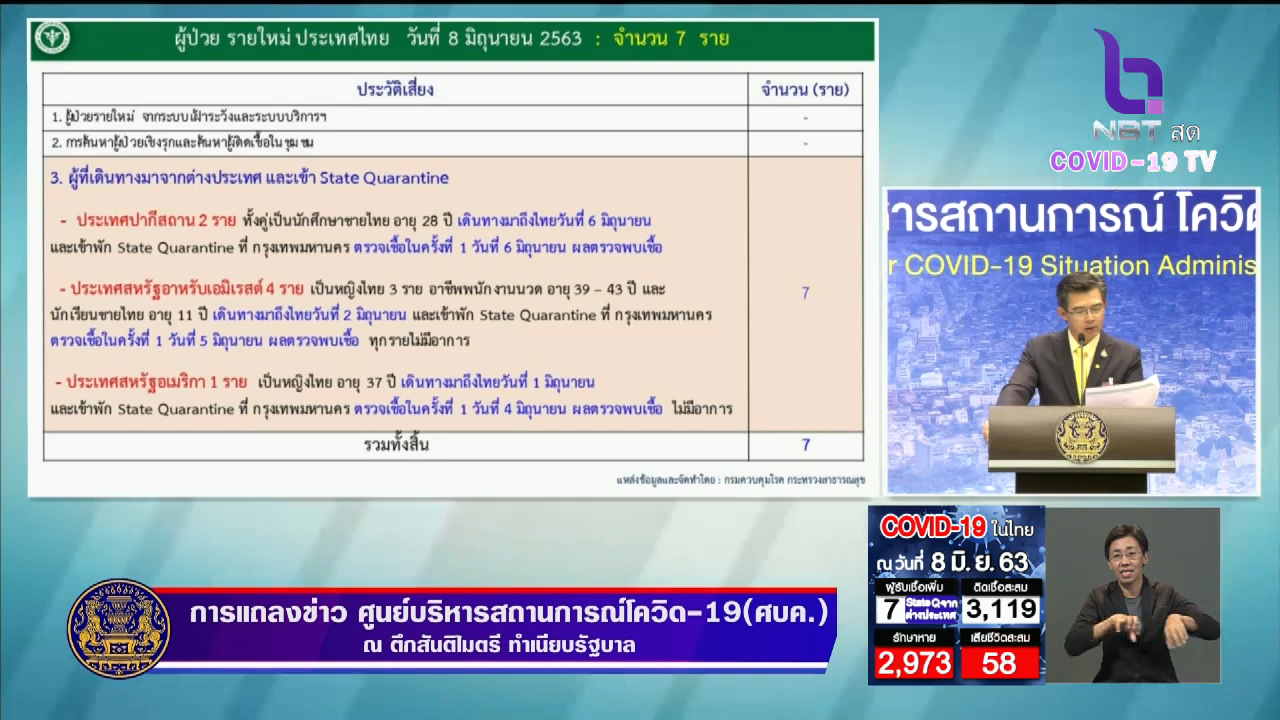 ผู้ป่วย รายใหม่ ประเทศไทย วันที่ 8 มิถุนายน 2563 : จำนวน 7 ราย
ประวัติเสี่ยง
จำนวน (ราย)
1. ผู้ป่วยรายใหม่ จากระบบเฝ้าระวังและระบบบริการฯ
-
2. การค้นหาผู้ป่วยเชิงรุกและค้นหาผู้ติดเชื้อในชุมชน
-
3. ผู้ที่เดินทางมาจากต่างประเทศ และเข้า State Quarantine
- ประเทศปากีสถาน 2 ราย ทั้งคู่เป็นนักศึกษาชายไทย อายุ 28 ปี เดินทางมาถึงไทยวันที่ 6 มิถุนายน
และเข้าพัก State Quarantine ที่ กรุงเทพมหานคร ตรวจเชื้อในครั้งที่ 1 วันที่ 6 มิถุนายน ผลตรวจพบเชื้อ
- ประเทศสหรัฐอาหรับเอมิเรสต์ 4 ราย เป็นหญิงไทย 3 ราย อาชีพพนักงานนวด อายุ 39 – 43 ปี และ
นักเรียนชายไทย อายุ 11 ปี เดินทางมาถึงไทยวันที่ 2 มิถุนายน และเข้าพัก State Quarantine ที่ กรุงเทพมหานคร
ตรวจเชื้อในครั้งที่ 1 วันที่ 5 มิถุนายน ผลตรวจพบเชื้อ ทุกรายไม่มีอาการ
- ประเทศสหรัฐอเมริกา 1 ราย เป็นหญิงไทย อายุ 37 ปี เดินทางมาถึงไทยวันที่ 1 มิถุนายน
และเข้าพัก State Quarantine ที่ กรุงเทพมหานคร ตรวจเชื้อในครั้งที่ 1 วันที่ 4 มิถุนายน ผลตรวจพบเชื้อ ไม่มีอาการ
7
รวมทั้งสิ้น
7
แหล่งข้อมูลและจัดทำโดย : กรมควบคุมโรค กระทรวงสาธารณสุข
NBT สด
COVID-19 TV
ารสถานการณ์ โควิด
r COVID-19 Situation Adminis
COVID-19 ในไทย
ณ วันที่ 8 มิ.ย. 63
ผู้รับเชื้อเพิ่ม
ติดเชื้อสะสม
7 State Q จากต่างประเทศ
3,119
รักษาหาย
เสียชีวิตสะสม
2,973
58
การแถลงข่าว ศูนย์บริหารสถานการณ์โควิด-19(ศบค.)
ณ ตึกสันติไมตรี ทำเนียบรัฐบาล